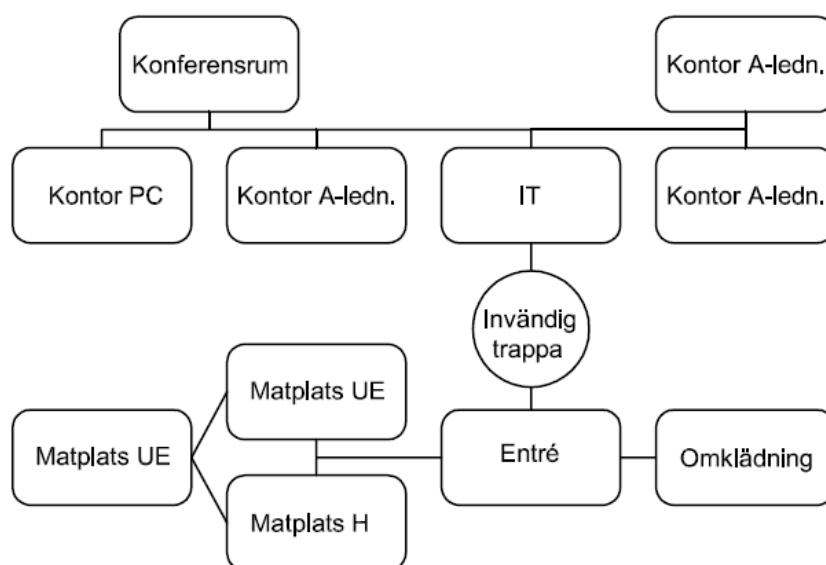 Konferensrum
Kontor A-ledn.
Kontor PC
Kontor A-ledn.
IT
Kontor A-ledn.
Invändig
trappa
Matplats UE
Matplats UE
Entré
Omklädning
Matplats H